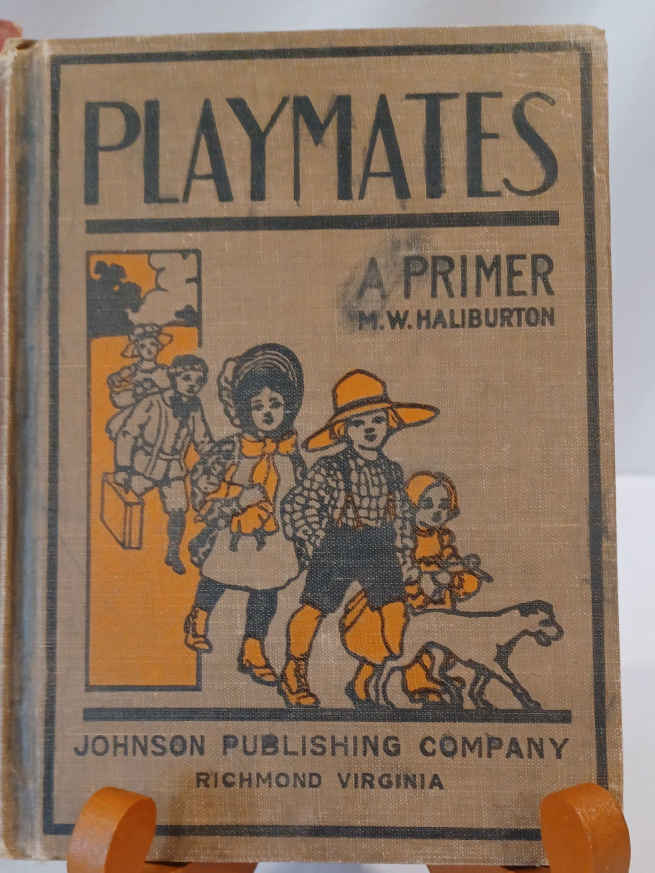 PLAYMATES
A PRIMER
M.W. HALIBURTON
JOHNSON PUBLISHING COMPANY
RICHMOND VIRGINIA